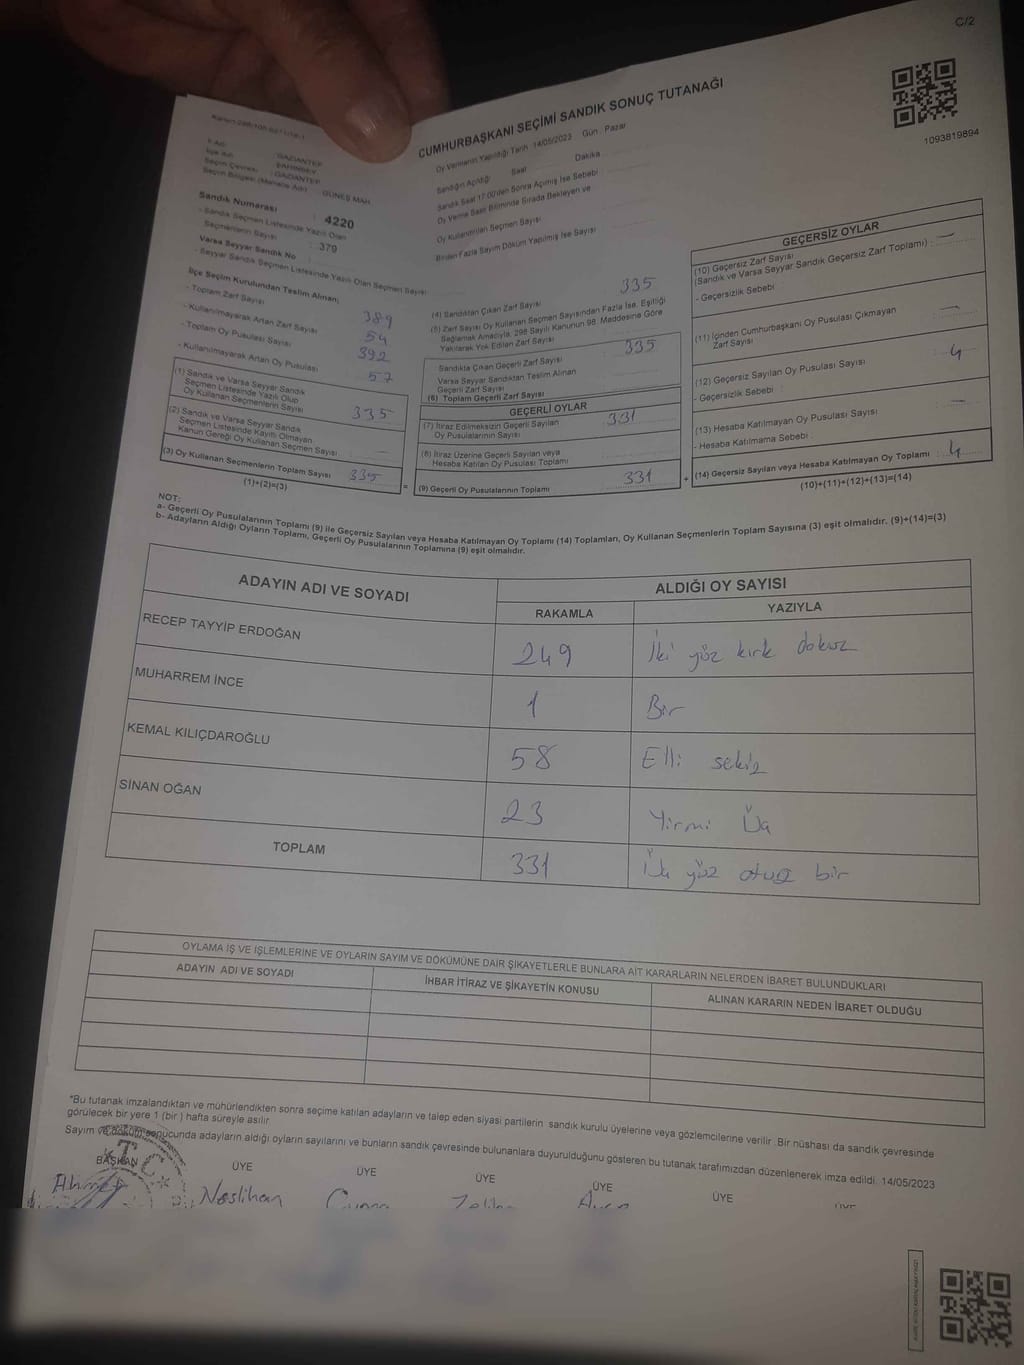 C/2
1093819894
CUMHURBAŞKANI SEÇİMİ SANDIK SONUÇ TUTANAĞI
Oy Vermenin Yapıldığı Tarih 14/05/2023 Gün : Pazar
Sandığın Açıldığı Saat Dakika
Sandık Saat 17:00'den Sonra Açılmış İse Sebebi
Oy Verme Saati Bitiminde Sırada Bekleyen ve
Oy Kullandırılan Seçmen Sayısı
Birden Fazla Sayım Döküm Yapılmış İse Sayısı
İl Adı : GAZİANTEP
İlçe Adı : ŞAHİNBEY
Seçim Çevresi : GAZİANTEP
Seçim Bölgesi (Mahalle Adı) : GÜNEŞ MAH.
Sandık Numarası : 4220
- Sandık Seçmen Listesinde Yazılı Olan
Seçmenlerin Sayısı : 379
Varsa Seyyar Sandık No
- Seyyar Sandık Seçmen Listesinde Yazılı Olan Seçmen Sayısı
İlçe Seçim Kurulundan Teslim Alınan;
- Toplam Zarf Sayısı 389
- Kullanılmayarak Artan Zarf Sayısı 54
- Toplam Oy Pusulası Sayısı 392
- Kullanılmayarak Artan Oy Pusulası 57
(1) Sandık ve Varsa Seyyar Sandık
Seçmen Listesinde Yazılı Olup
Oy Kullanan Seçmenlerin Sayısı 335
(2) Sandık ve Varsa Seyyar Sandık
Seçmen Listesinde Kayıtlı Olmayan
Kanun Gereği Oy Kullanan Seçmen Sayısı —
(3) Oy Kullanan Seçmenlerin Toplam Sayısı 335
(1)+(2)=(3)
(4) Sandıktan Çıkan Zarf Sayısı 335
(5) Zarf Sayısı Oy Kullanan Seçmen Sayısından Fazla İse, Eşitliği
Sağlamak Amacıyla, 298 Sayılı Kanunun 98. Maddesine Göre
Yakılarak Yok Edilen Zarf Sayısı
Sandıkta Çıkan Geçerli Zarf Sayısı : 335
Varsa Seyyar Sandıktan Teslim Alınan
Geçerli Zarf Sayısı
(6) Toplam Geçerli Zarf Sayısı
GEÇERLİ OYLAR
(7) İtiraz Edilmeksizin Geçerli Sayılan
Oy Pusulalarının Sayısı : 331
(8) İtiraz Üzerine Geçerli Sayılan veya
Hesaba Katılan Oy Pusulası Toplamı
= (9) Geçerli Oy Pusulalarının Toplamı 331
GEÇERSİZ OYLAR
(10) Geçersiz Zarf Sayısı
(Sandık ve Varsa Seyyar Sandık Geçersiz Zarf Toplamı) : —
- Geçersizlik Sebebi
(11) İçinden Cumhurbaşkanı Oy Pusulası Çıkmayan
Zarf Sayısı —
(12) Geçersiz Sayılan Oy Pusulası Sayısı 4
- Geçersizlik Sebebi :
(13) Hesaba Katılmayan Oy Pusulası Sayısı —
- Hesaba Katılmama Sebebi
+ (14) Geçersiz Sayılan veya Hesaba Katılmayan Oy Toplamı : 4
(10)+(11)+(12)+(13)=(14)
NOT:
a- Geçerli Oy Pusulalarının Toplamı (9) ile Geçersiz Sayılan veya Hesaba Katılmayan Oy Toplamı (14) Toplamları, Oy Kullanan Seçmenlerin Toplam Sayısına (3) eşit olmalıdır. (9)+(14)=(3)
b- Adayların Aldığı Oyların Toplamı, Geçerli Oy Pusulalarının Toplamına (9) eşit olmalıdır.
ADAYIN ADI VE SOYADI ALDIĞI OY SAYISI
RAKAMLA YAZIYLA
RECEP TAYYİP ERDOĞAN 249 İki yüz kırk dokuz
MUHARREM İNCE 1 Bir
KEMAL KILIÇDAROĞLU 58 Elli sekiz
SİNAN OĞAN 23 Yirmi Üç
TOPLAM 331 Üç yüz otuz bir
OYLAMA İŞ VE İŞLEMLERİNE VE OYLARIN SAYIM VE DÖKÜMÜNE DAİR ŞİKAYETLERLE BUNLARA AİT KARARLARIN NELERDEN İBARET BULUNDUKLARI
ADAYIN ADI VE SOYADI İHBAR İTİRAZ VE ŞİKAYETİN KONUSU ALINAN KARARIN NEDEN İBARET OLDUĞU
*Bu tutanak imzalandıktan ve mühürlendikten sonra seçime katılan adayların ve talep eden siyasi partilerin sandık kurulu üyelerine veya gözlemcilerine verilir. Bir nüshası da sandık çevresinde
görülecek bir yere 1 (bir ) hafta süreyle asılır
Sayım ve döküm sonucunda adayların aldığı oyların sayılarını ve bunların sandık çevresinde bulunanlara duyurulduğunu gösteren bu tutanak tarafımızdan düzenlenerek imza edildi. 14/05/2023
T.C.
BAŞKAN ÜYE ÜYE ÜYE ÜYE ÜYE ÜYE
Ahmet Neslihan Cuma